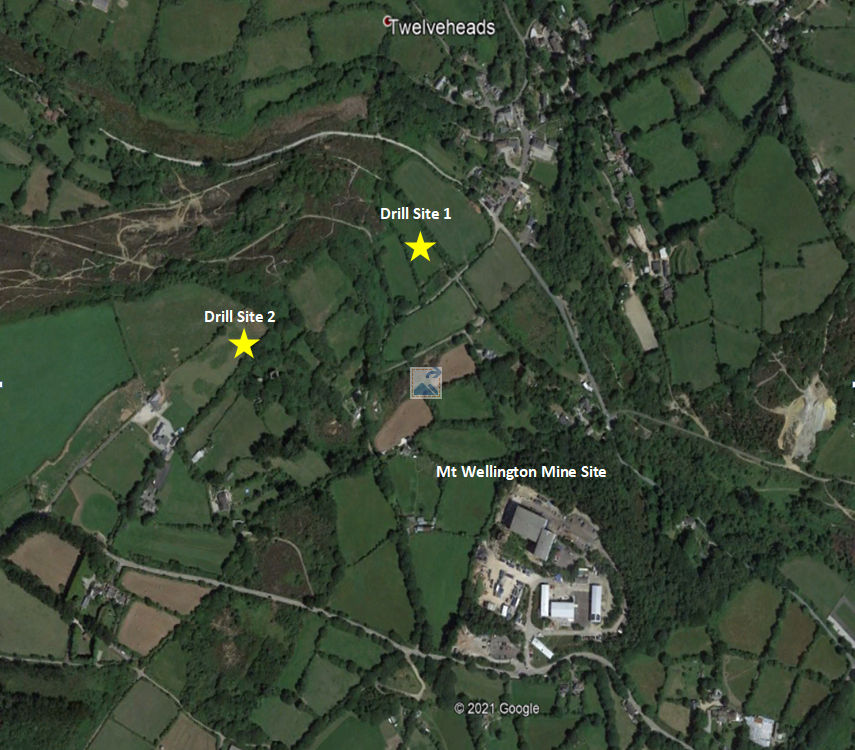 Twelveheads
Drill Site 1
Drill Site 2
Mt Wellington Mine Site
© 2021 Google